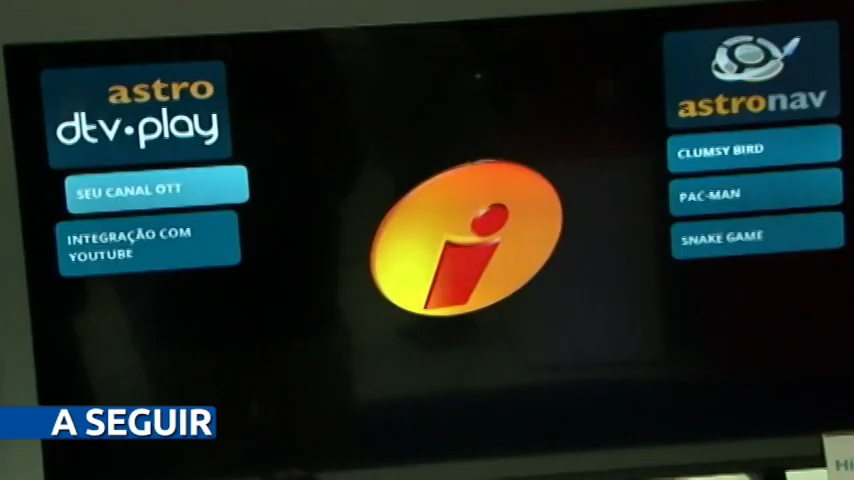 astro
dtv·play
SEU CANAL OTT
INTEGRAÇÃO COM
YOUTUBE
i
astronav
CLUMSY BIRD
PAC-MAN
SNAKE GAME
A SEGUIR